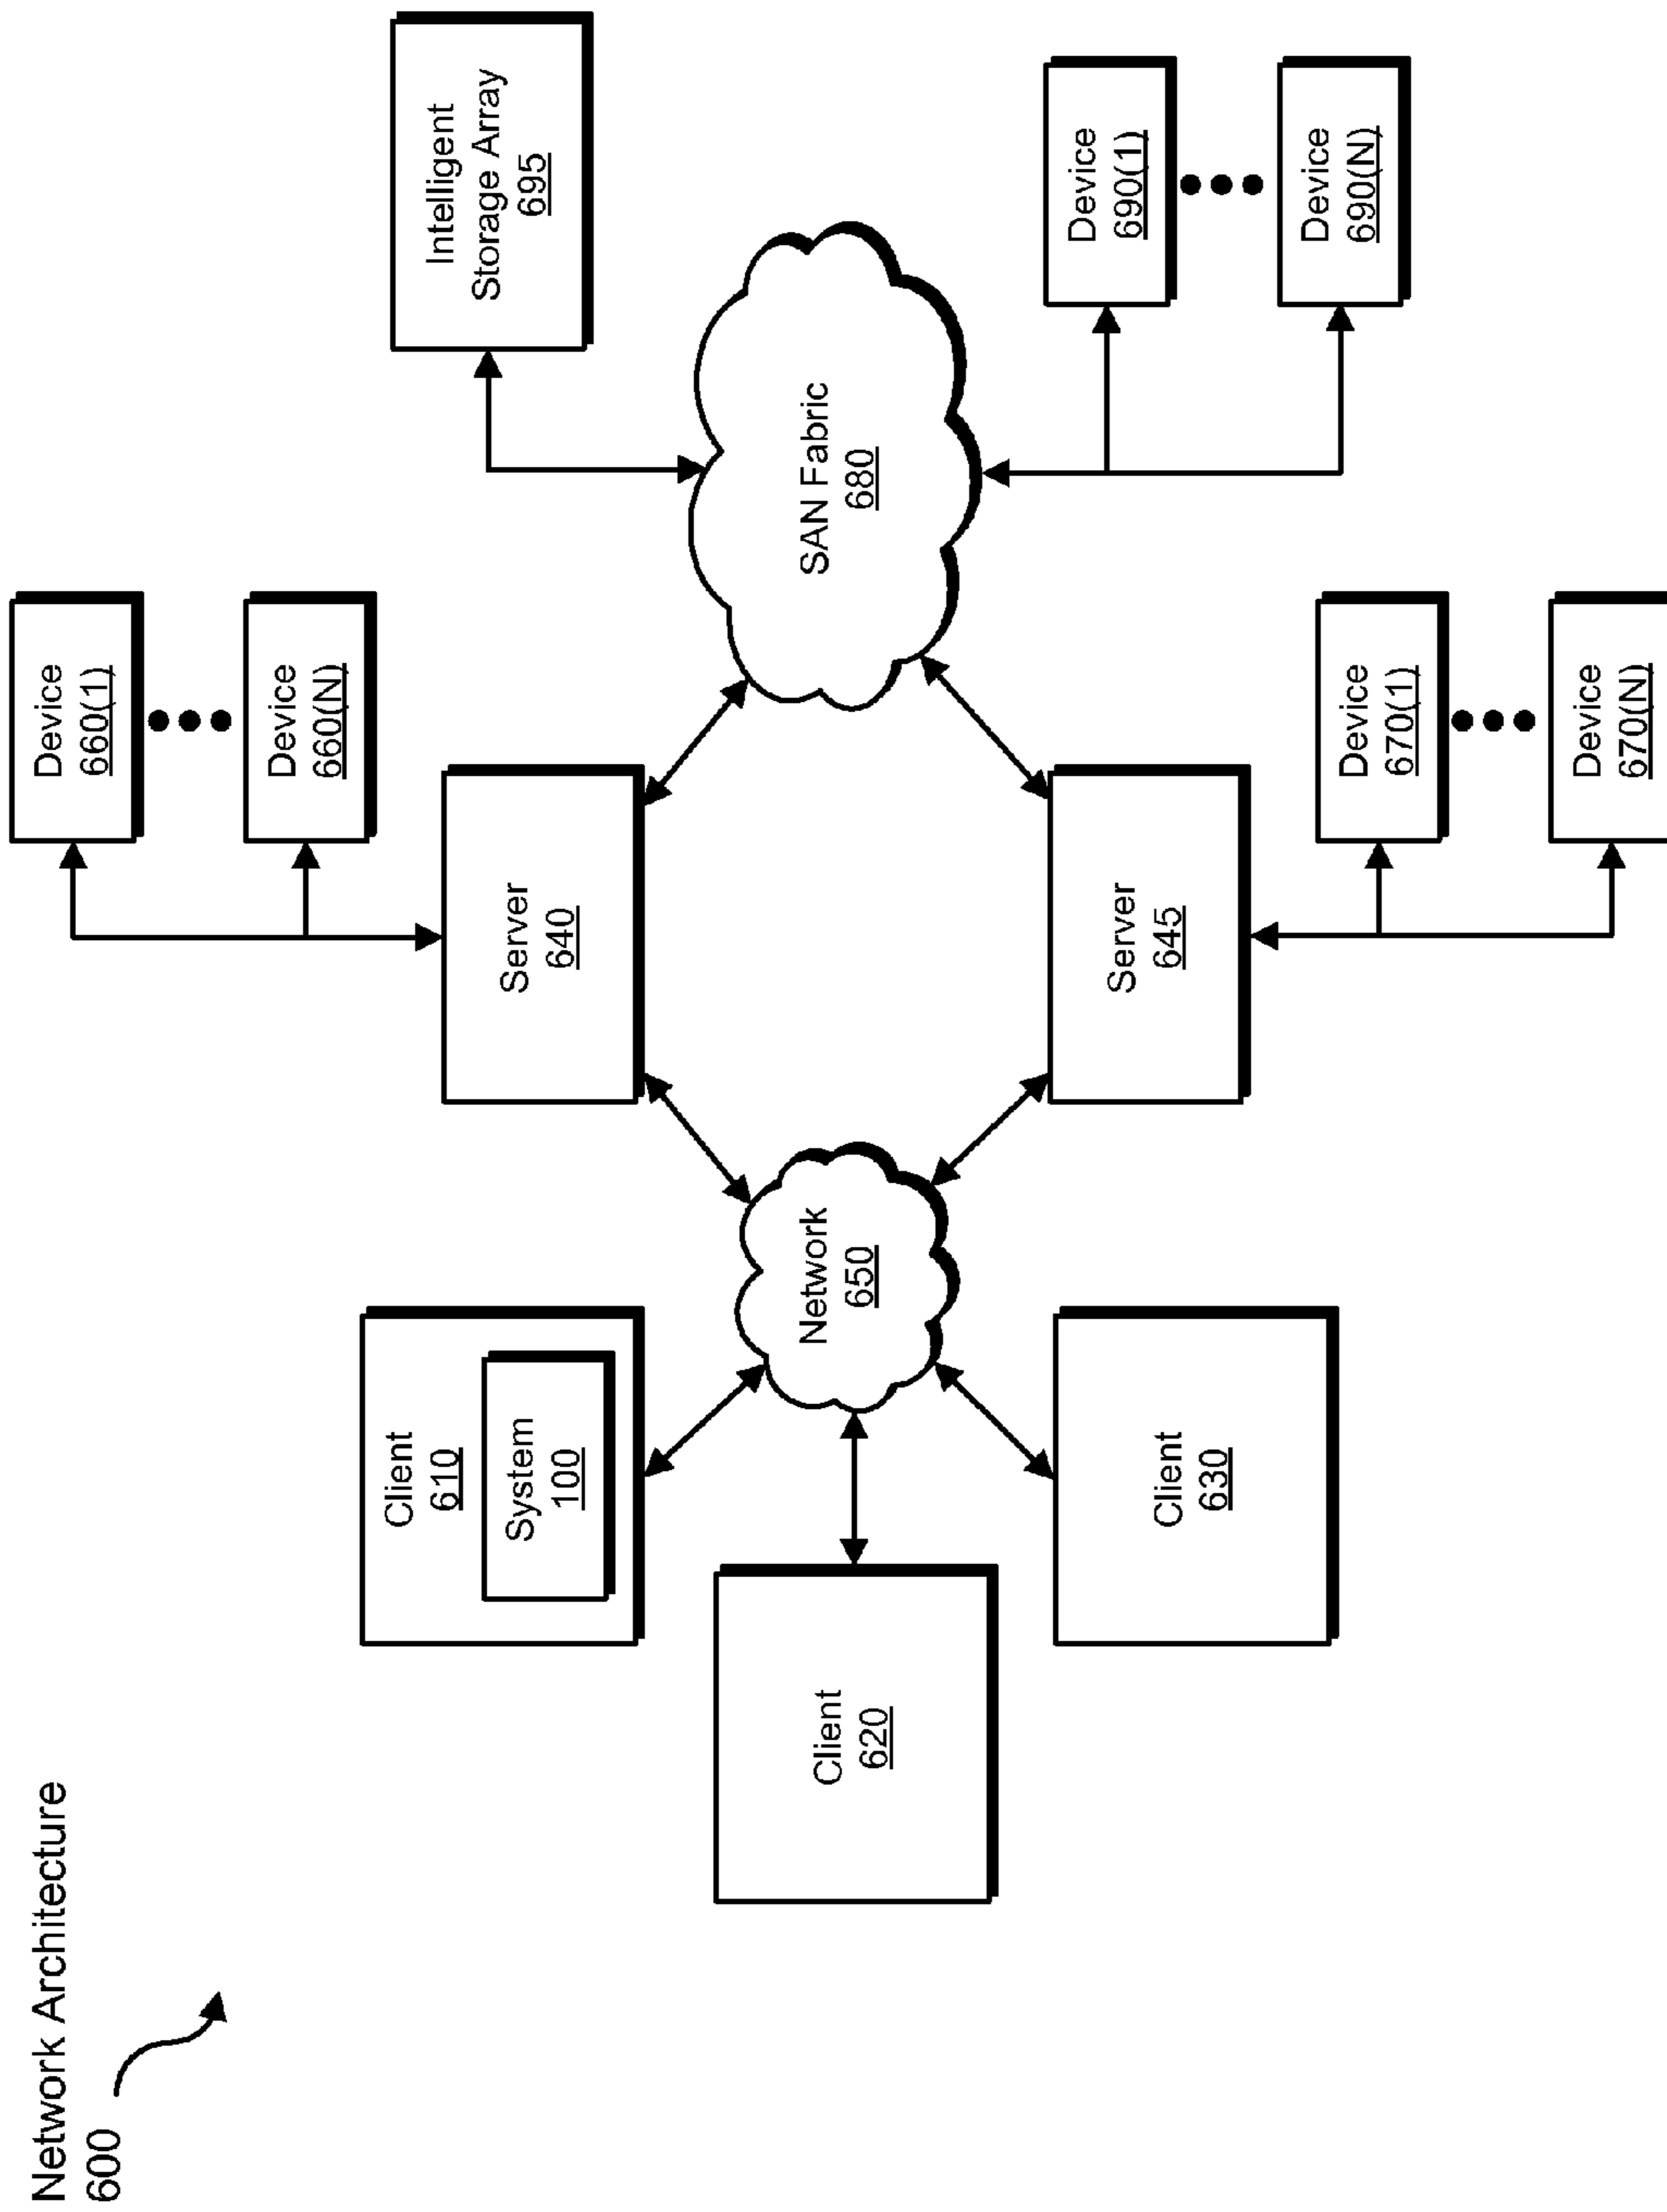 Network Architecture
600
Client
610
System
100
Client
620
Client
630
Network
650
Server
640
Server
645
Device
660(1)
Device
660(N)
Device
670(1)
Device
670(N)
SAN Fabric
680
Intelligent
Storage Array
695
Device
690(1)
Device
690(N)